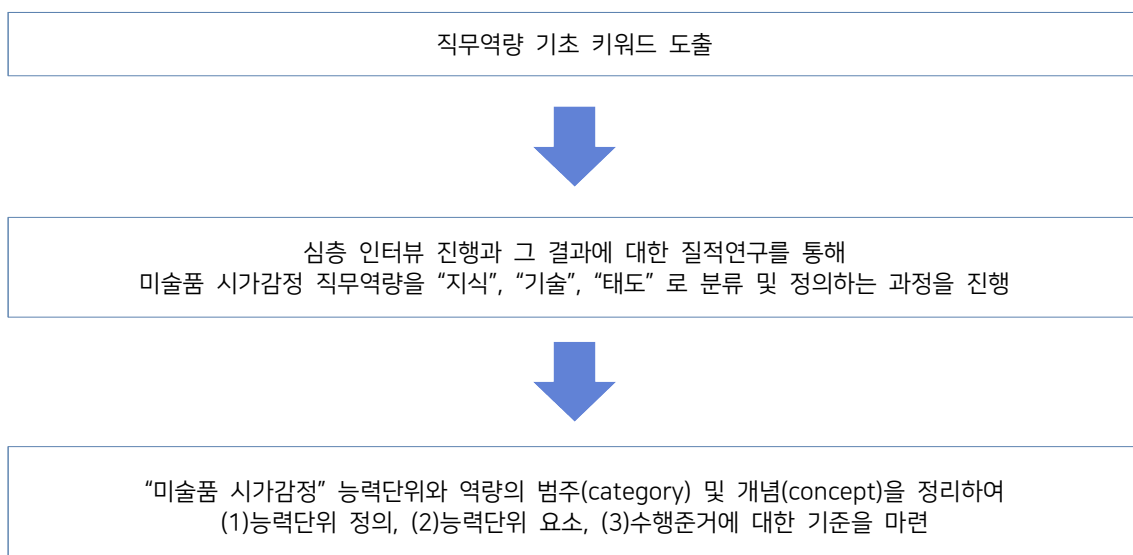 직무역량 기초 키워드 도출
심층 인터뷰 진행과 그 결과에 대한 질적연구를 통해
미술품 시가감정 직무역량을 “지식”, “기술”, “태도” 로 분류 및 정의하는 과정을 진행
“미술품 시가감정” 능력단위와 역량의 범주(category) 및 개념(concept)을 정리하여
(1)능력단위 정의, (2)능력단위 요소, (3)수행준거에 대한 기준을 마련